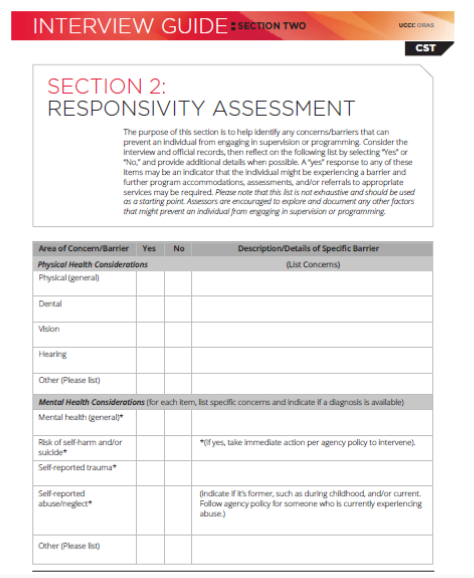 INTERVIEW GUIDE: SECTION TWO
UCCC ORAS
CST
SECTION 2:
RESPONSIVITY ASSESSMENT
The purpose of this section is to help identify any concerns/barriers that can
prevent an individual from engaging in supervision or programming. Consider the
interview and official records, then reflect on the following list by selecting "Yes" or
"No," and provide additional details when possible. A "yes" response to any of these
items may be an indicator that the individual might be experiencing a barrier and
further program accommodations, assessments, and/or referrals to appropriate
services may be required. Please note that this list is not exhaustive and should be used
as a starting point. Assessors are encouraged to explore and document any other factors
that might prevent an individual from engaging in supervision or programming.
Area of Concern/Barrier Yes No Description/Details of Specific Barrier
Physical Health Considerations (List Concerns)
Physical (general)
Dental
Vision
Hearing
Other (Please list)
Mental Health Considerations (for each item, list specific concerns and indicate if a diagnosis is available)
Mental health (general)*
Risk of self-harm and/or
suicide*
*(If yes, take immediate action per agency policy to intervene).
Self-reported trauma*
Self-reported
abuse/neglect*
(Indicate if it's former, such as during childhood, and/or current.
Follow agency policy for someone who is currently experiencing
abuse.)
Other (Please list)